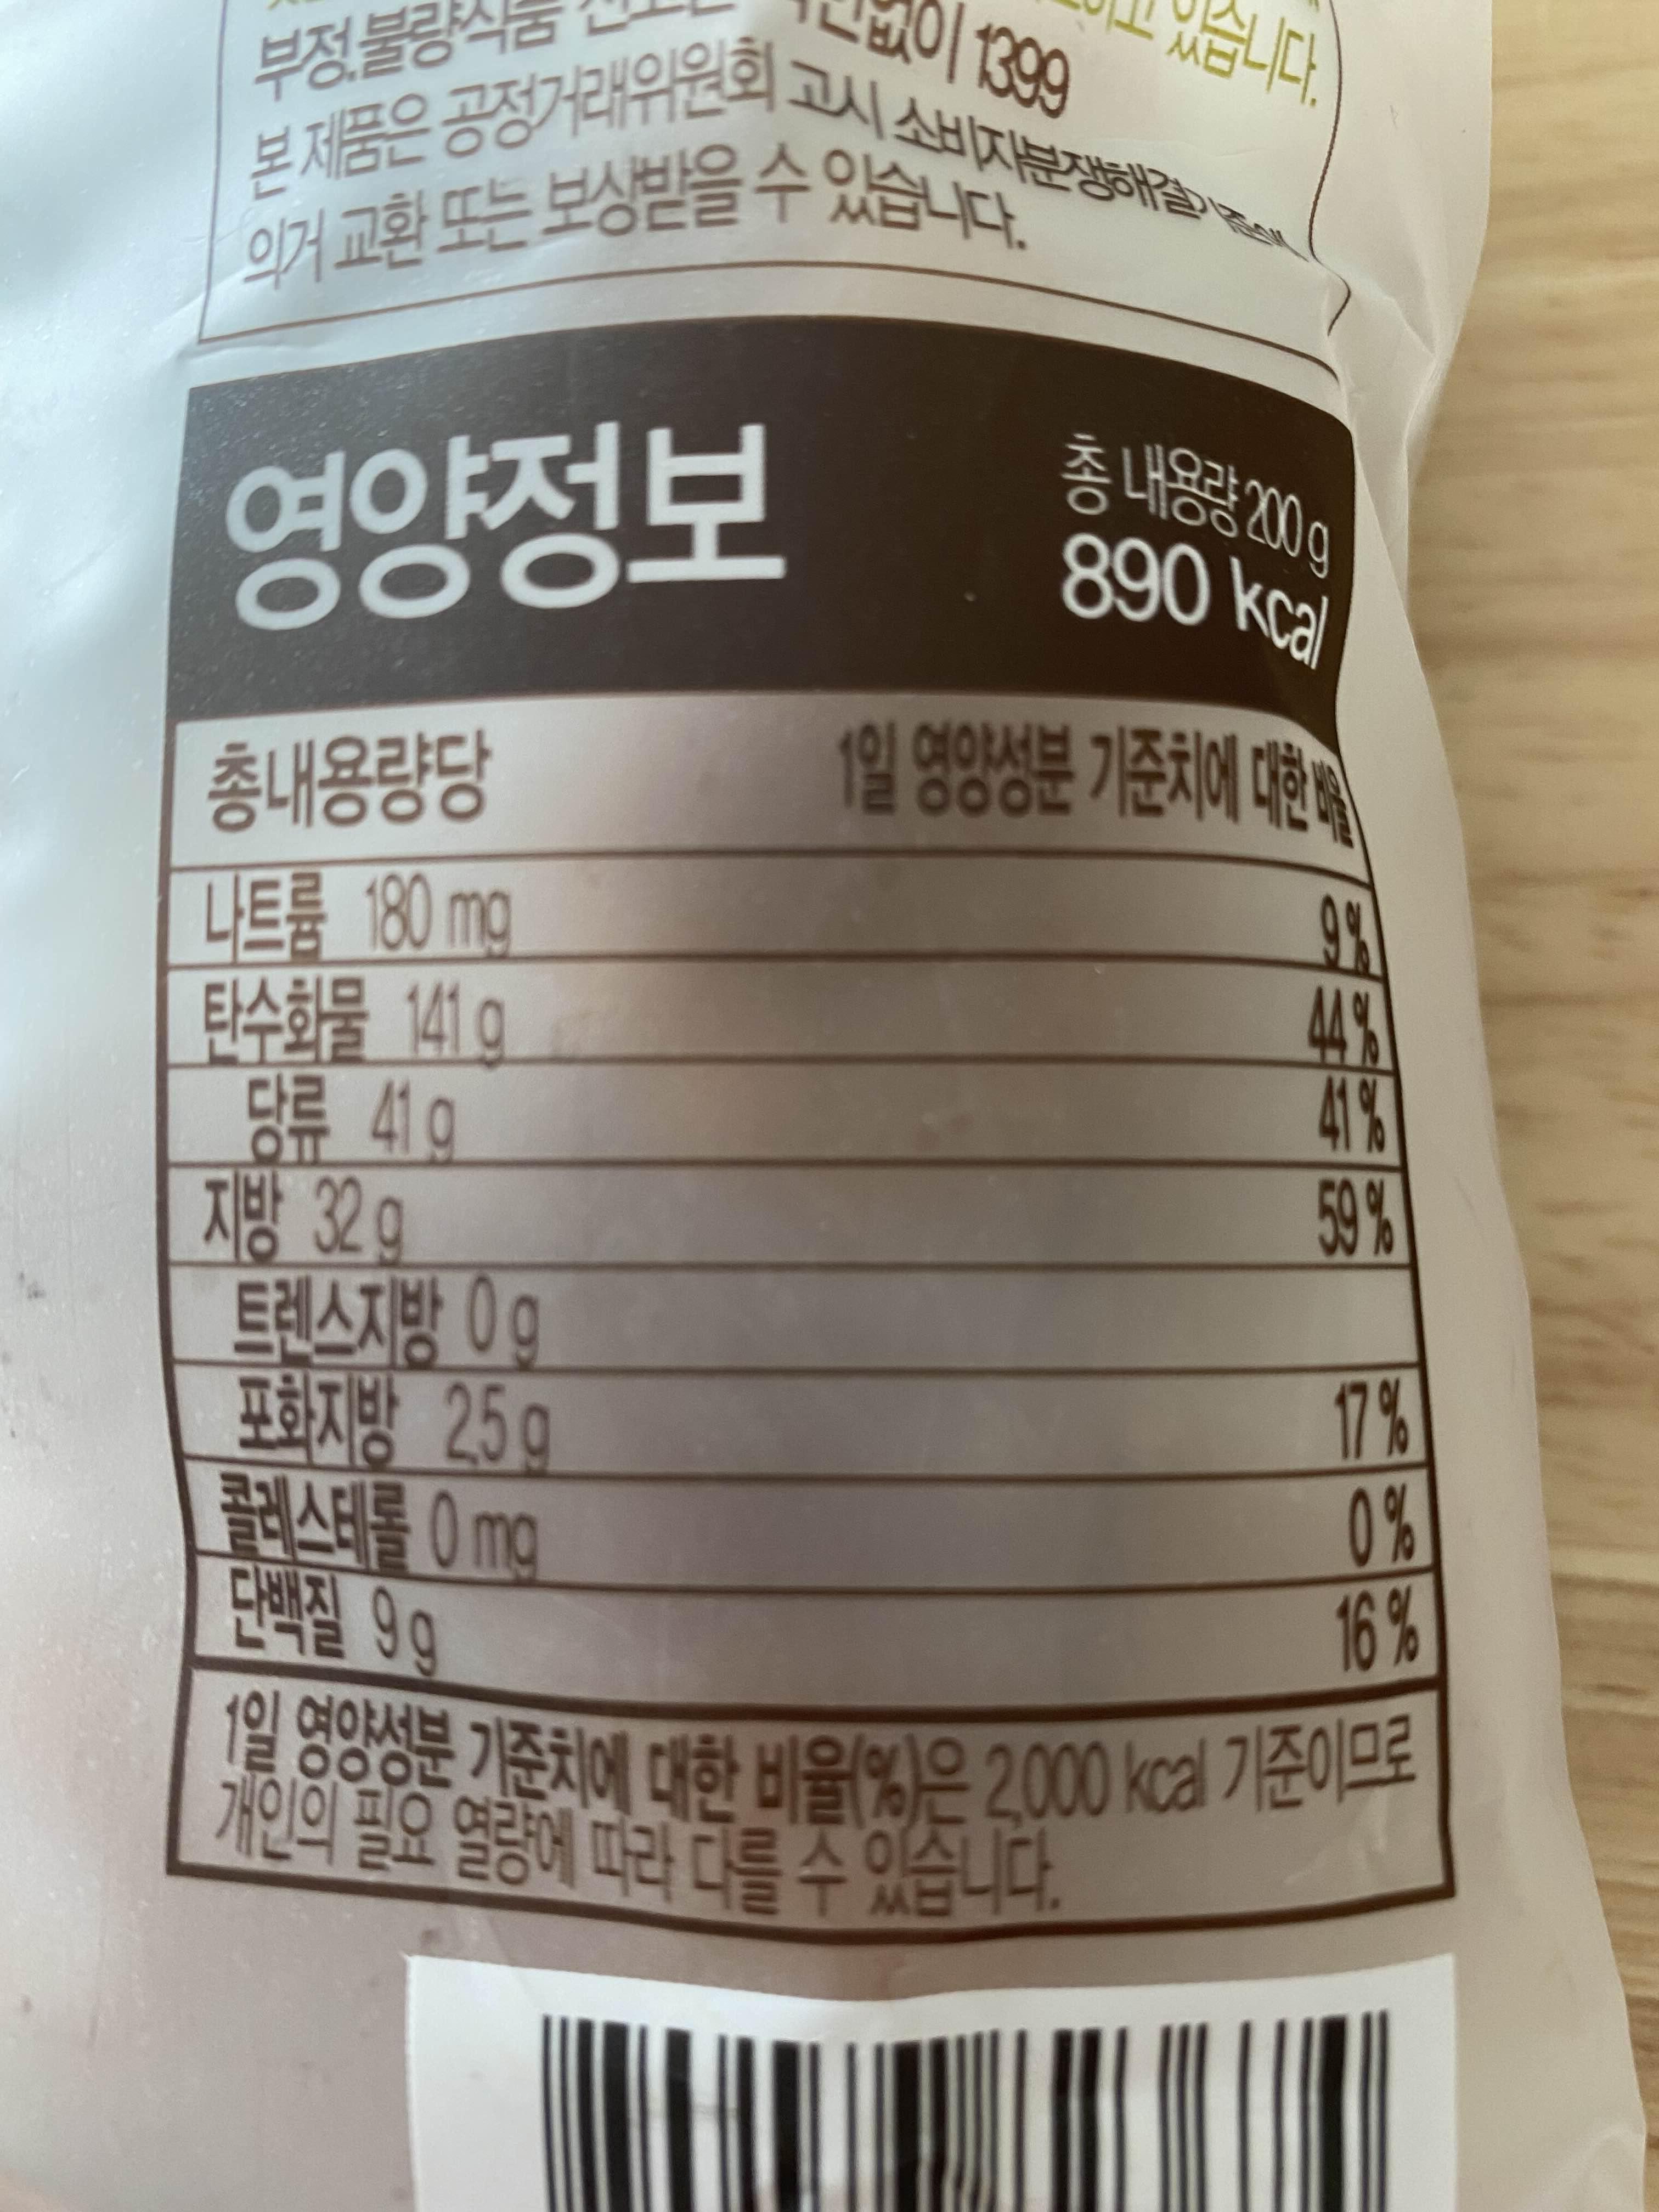 있습니다.
부정.불량식품 없이 1399
본 제품은 공정거래위원회 고시 소비자분쟁해결기준에
의거 교환 또는 보상받을 수 있습니다.
영양정보
총 내용량 200 g
890 kcal
총내용량당 1일 영양성분 기준치에 대한 비율
나트륨 180 mg 9 %
탄수화물 141 g 44 %
당류 41 g 41 %
지방 32 g 59 %
트렌스지방 0 g
포화지방 2.5 g 17 %
콜레스테롤 0 mg 0 %
단백질 9 g 16 %
1일 영양성분 기준치에 대한 비율(%)은 2,000 kcal 기준이므로
개인의 필요 열량에 따라 다를 수 있습니다.